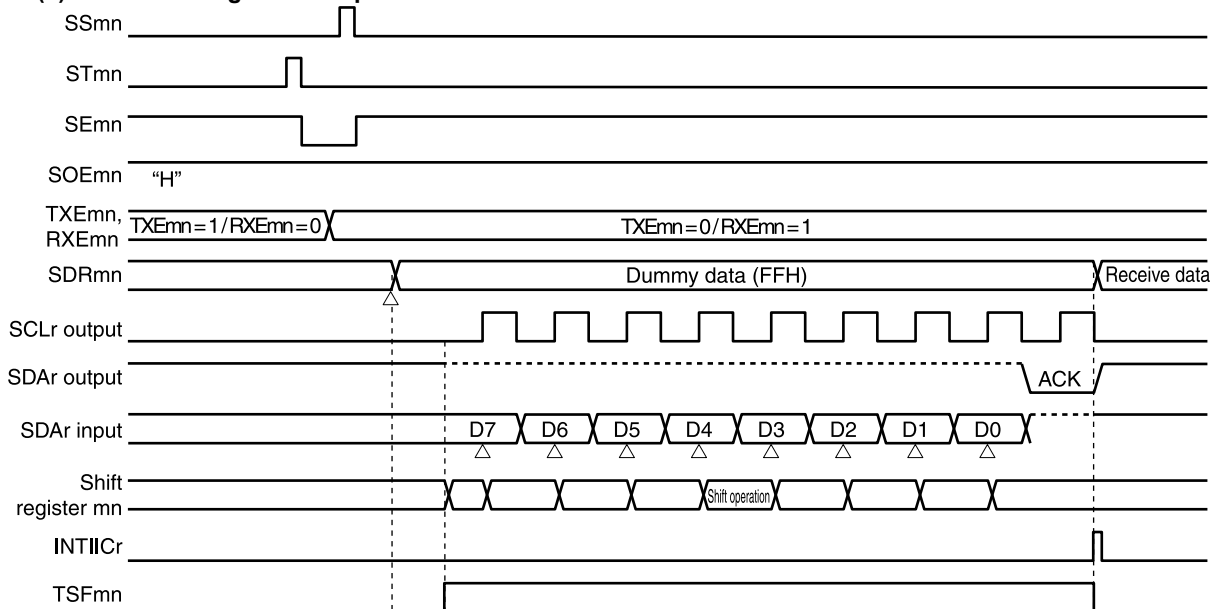 SSmn
STmn
SEmn
SOEmn "H"
TXEmn,
RXEmn
TXEmn=1/RXEmn=0 TXEmn=0/RXEmn=1
SDRmn Dummy data (FFH) Receive data
SCLr output
SDAr output ACK
SDAr input D7 D6 D5 D4 D3 D2 D1 D0
Shift
register mn
Shift operation
INTIICr
TSFmn